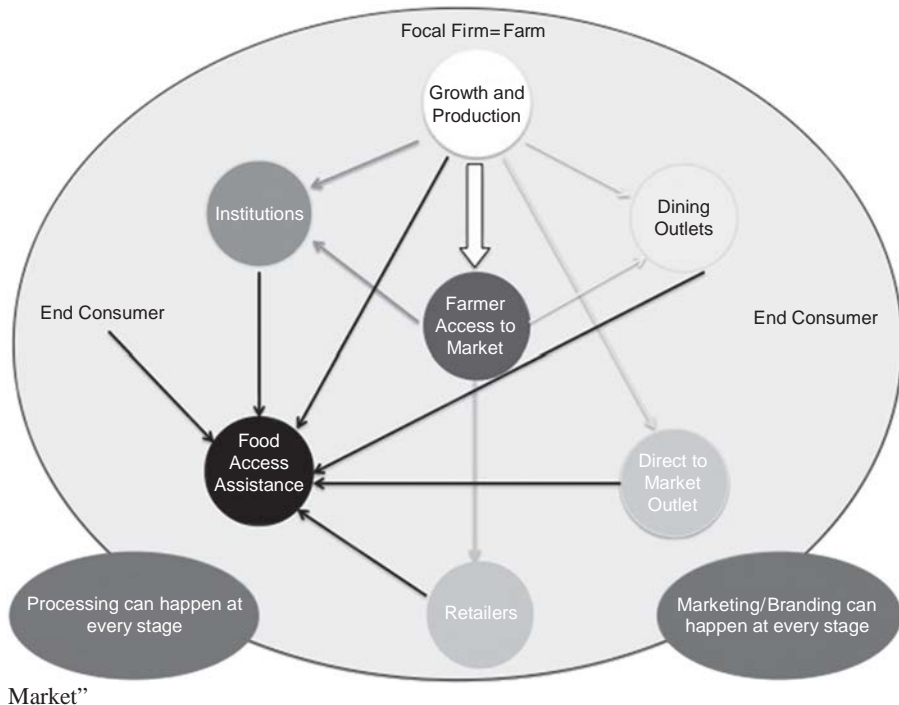 Focal Firm=Farm
Growth and
Production
Institutions
Dining
Outlets
Farmer
Access to
Market
End Consumer
End Consumer
Food
Access
Assistance
Direct to
Market
Outlet
Retailers
Processing can happen at
every stage
Marketing/Branding can
happen at every stage
Market”